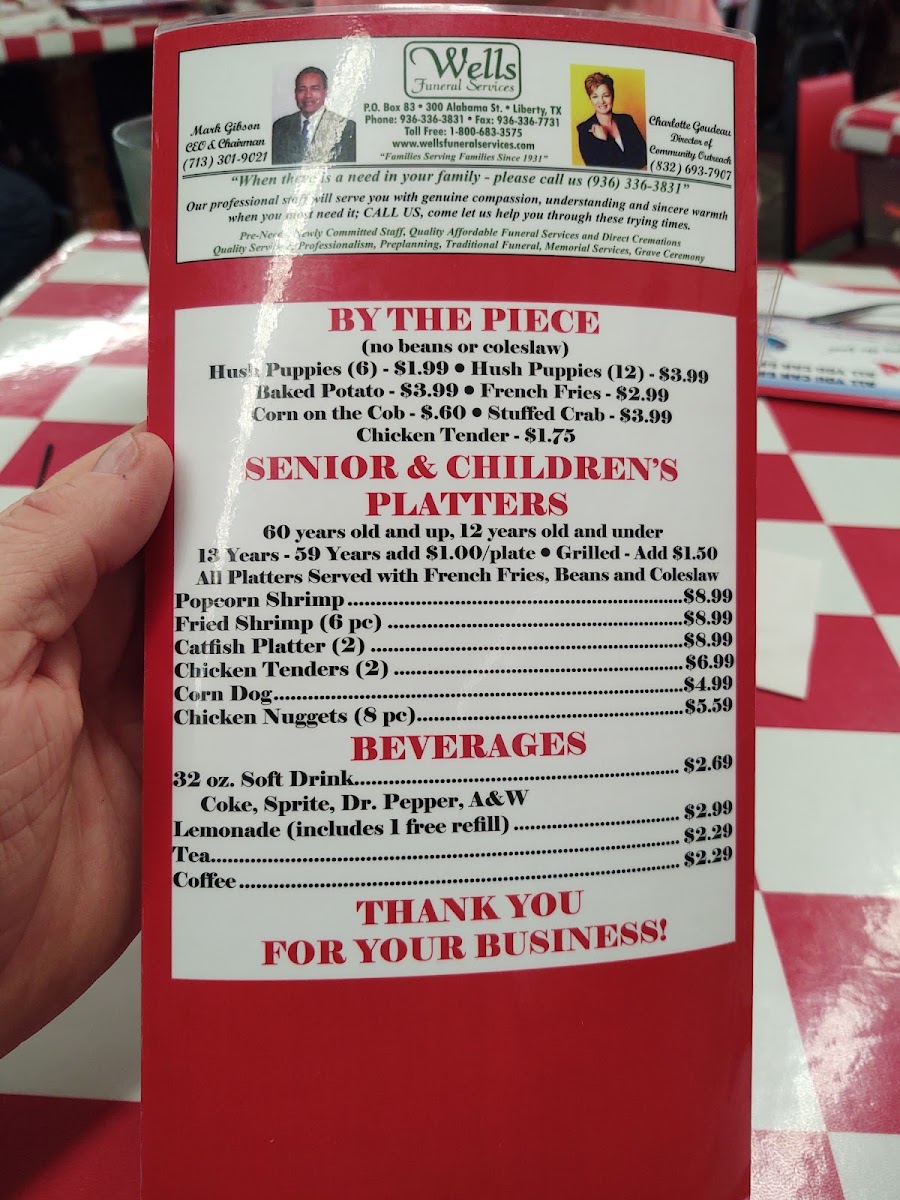 Wells
Funeral Services
P.O. Box 83 • 300 Alabama St. • Liberty, TX
Phone: 936-336-3831 • Fax: 936-336-7731
Toll Free: 1-800-683-3575
www.wellsfuneralservices.com
"Families Serving Families Since 1931"
Mark Gibson
CEO & Chairman
(713) 301-9021
Charlotte Goudeau
Director of
Community Outreach
(832) 693-7907
"When there is a need in your family - please call us (936) 336-3831"
Our professional staff will serve you with genuine compassion, understanding and sincere warmth
when you most need it; CALL US, come let us help you through these trying times.
Pre-Need, Newly Committed Staff, Quality Affordable Funeral Services and Direct Cremations
Quality Service, Professionalism, Preplanning, Traditional Funeral, Memorial Services, Grave Ceremony
BY THE PIECE
(no beans or coleslaw)
Hush Puppies (6) - $1.99 • Hush Puppies (12) - $3.99
Baked Potato - $3.99 • French Fries - $2.99
Corn on the Cob - $.60 • Stuffed Crab - $3.99
Chicken Tender - $1.75
SENIOR & CHILDREN'S
PLATTERS
60 years old and up, 12 years old and under
13 Years - 59 Years add $1.00/plate • Grilled - Add $1.50
All Platters Served with French Fries, Beans and Coleslaw
Popcorn Shrimp $8.99
Fried Shrimp (6 pc) $8.99
Catfish Platter (2) $8.99
Chicken Tenders (2) $6.99
Corn Dog $4.99
Chicken Nuggets (8 pc) $5.59
BEVERAGES
32 oz. Soft Drink $2.69
Coke, Sprite, Dr. Pepper, A&W
Lemonade (includes 1 free refill) $2.99
Tea $2.29
Coffee $2.29
THANK YOU
FOR YOUR BUSINESS!